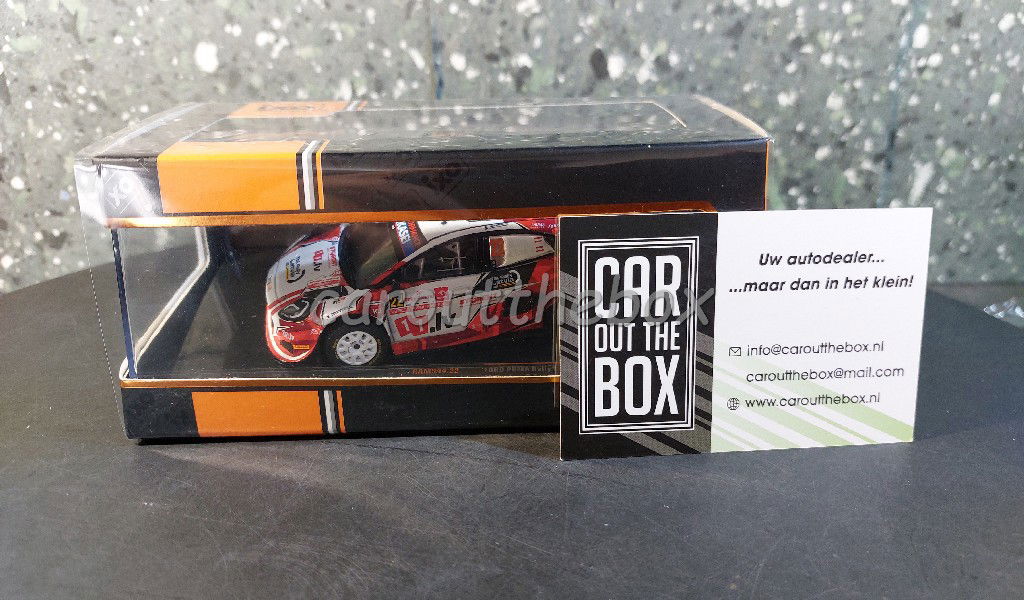 caroutthebox
CAR
OUT THE
BOX
Uw autodealer...
...maar dan in het klein!
info@caroutthebox.nl
caroutthebox@mail.com
www.caroutthebox.nl